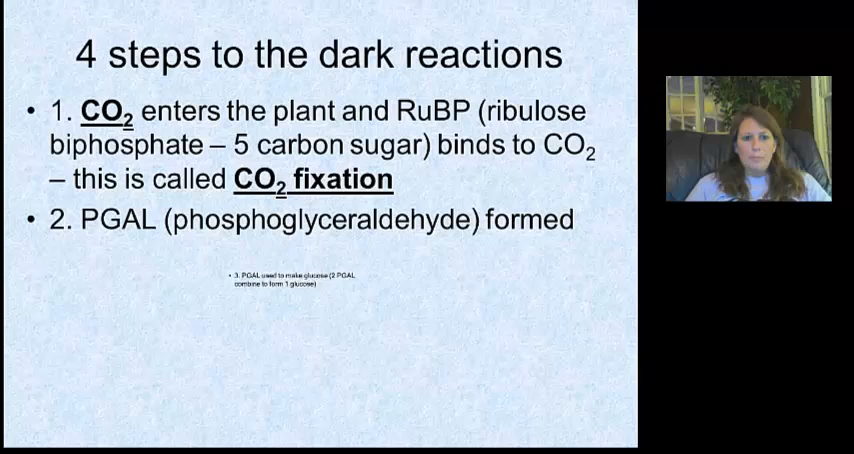 4 steps to the dark reactions
• 1. CO₂ enters the plant and RuBP (ribulose
biphosphate – 5 carbon sugar) binds to CO₂
– this is called CO₂ fixation
• 2. PGAL (phosphoglyceraldehyde) formed
• 3. PGAL used to make glucose (2 PGAL
combine to form 1 glucose)